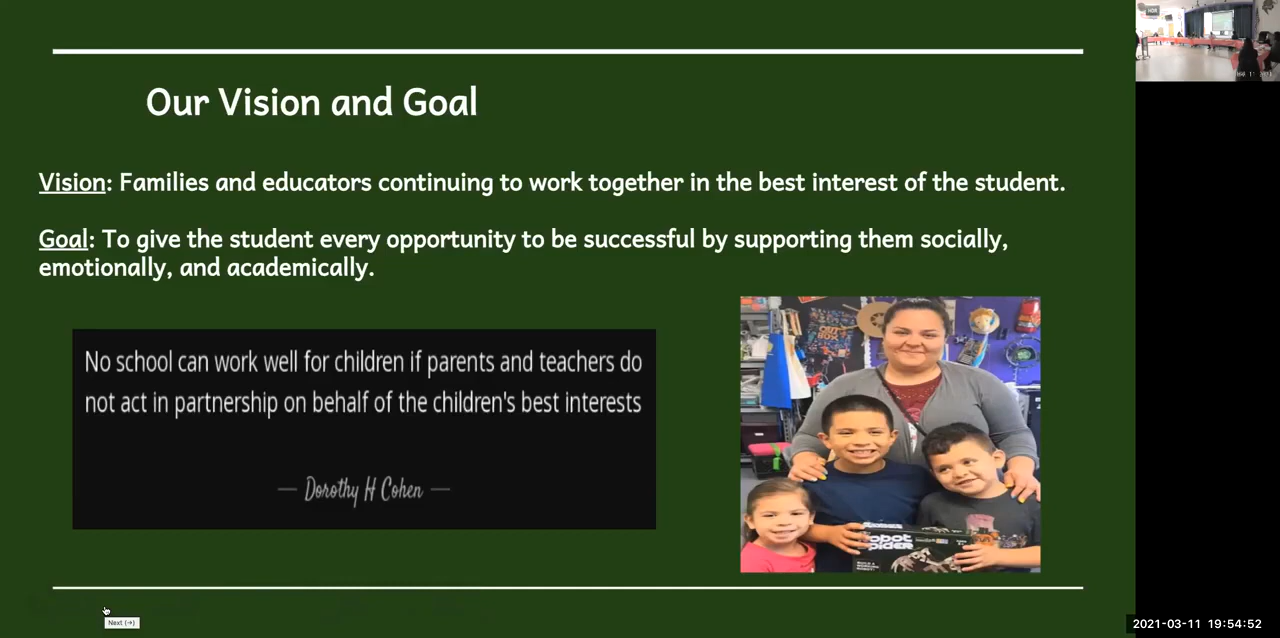 Our Vision and Goal
Vision: Families and educators continuing to work together in the best interest of the student.
Goal: To give the student every opportunity to be successful by supporting them socially,
emotionally, and academically.
No school can work well for children if parents and teachers do
not act in partnership on behalf of the children's best interests
— Dorothy H Cohen —
Next (→)
2021-03-11 19:54:52